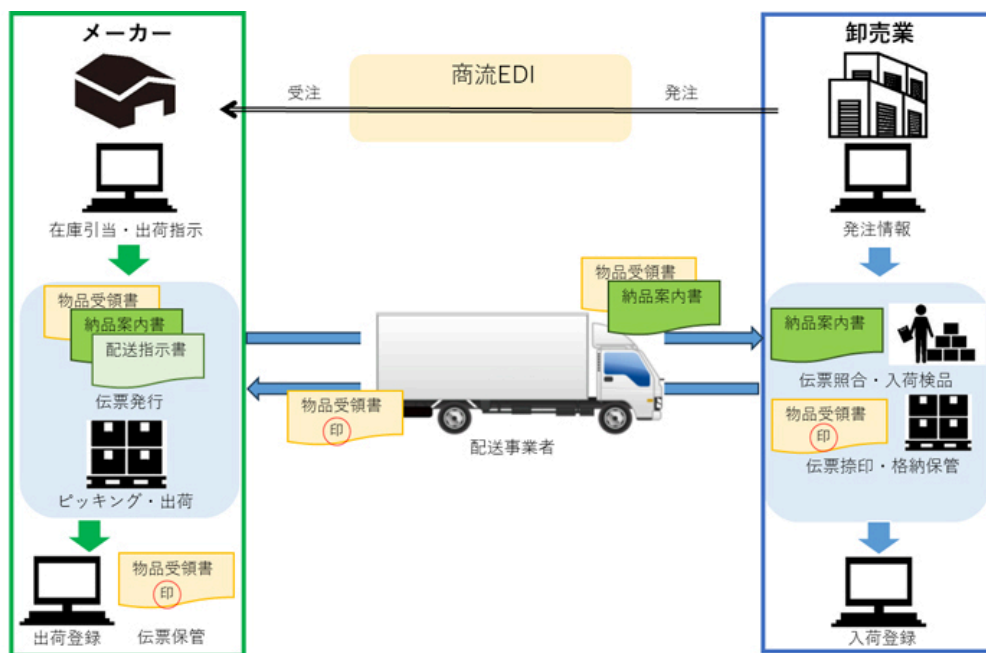 メーカー
卸売業
商流EDI
受注
発注
在庫引当・出荷指示
発注情報
物品受領書
納品案内書
配送指示書
伝票発行
ピッキング・出荷
物品受領書
納品案内書
物品受領書
印
配送事業者
納品案内書
伝票照合・入荷検品
物品受領書
印
伝票捺印・格納保管
出荷登録
物品受領書
印
伝票保管
入荷登録